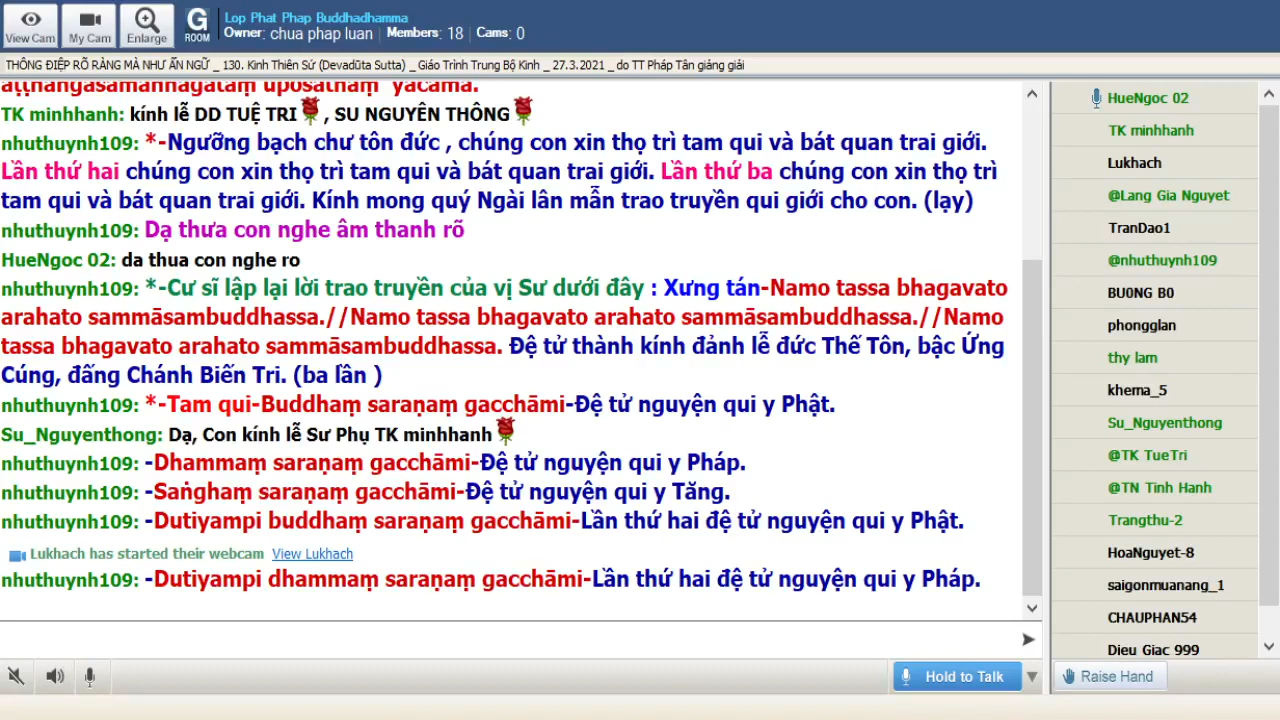 View Cam
My Cam
Enlarge
G
ROOM
Lop Phat Phap Buddhadhamma
Owner: chua phap luan | Members: 18 | Cams: 0
THÔNG ĐIỆP RÕ RÀNG MÀ NHƯ ẨN NGỮ _ 130. Kinh Thiên Sứ (Devadūta Sutta) _ Giáo Trình Trung Bộ Kinh _ 27.3.2021 _ do TT Pháp Tân giảng giải
aṭṭhaṅgasamannāgataṃ uposathaṃ yācāma.
TK minhhanh: kính lễ DD TUỆ TRI , SU NGUYÊN THÔNG
nhuthuynh109: *-Ngưỡng bạch chư tôn đức , chúng con xin thọ trì tam qui và bát quan trai giới.
Lần thứ hai chúng con xin thọ trì tam qui và bát quan trai giới. Lần thứ ba chúng con xin thọ trì
tam qui và bát quan trai giới. Kính mong quý Ngài lân mẫn trao truyền qui giới cho con. (lạy)
nhuthuynh109: Dạ thưa con nghe âm thanh rõ
HueNgoc 02: da thua con nghe ro
nhuthuynh109: *-Cư sĩ lập lại lời trao truyền của vị Sư dưới đây : Xưng tán-Namo tassa bhagavato
arahato sammāsambuddhassa.//Namo tassa bhagavato arahato sammāsambuddhassa.//Namo
tassa bhagavato arahato sammāsambuddhassa. Đệ tử thành kính đảnh lễ đức Thế Tôn, bậc Ứng
Cúng, đấng Chánh Biến Tri. (ba lần )
nhuthuynh109: *-Tam qui-Buddhaṃ saraṇaṃ gacchāmi-Đệ tử nguyện qui y Phật.
Su_Nguyenthong: Dạ, Con kính lễ Sư Phụ TK minhhanh
nhuthuynh109: -Dhammaṃ saraṇaṃ gacchāmi-Đệ tử nguyện qui y Pháp.
nhuthuynh109: -Saṅghaṃ saraṇaṃ gacchāmi-Đệ tử nguyện qui y Tăng.
nhuthuynh109: -Dutiyampi buddhaṃ saraṇaṃ gacchāmi-Lần thứ hai đệ tử nguyện qui y Phật.
Lukhach has started their webcam View Lukhach
nhuthuynh109: -Dutiyampi dhammaṃ saraṇaṃ gacchāmi-Lần thứ hai đệ tử nguyện qui y Pháp.
HueNgoc 02
TK minhhanh
Lukhach
@Lang Gia Nguyet
TranDao1
@nhuthuynh109
BU0NG B0
phongglan
thy lam
khema_5
Su_Nguyenthong
@TK TueTri
@TN Tinh Hanh
Trangthu-2
HoaNguyet-8
saigonmuanang_1
CHAUPHAN54
Dieu Giac 999
Hold to Talk
Raise Hand